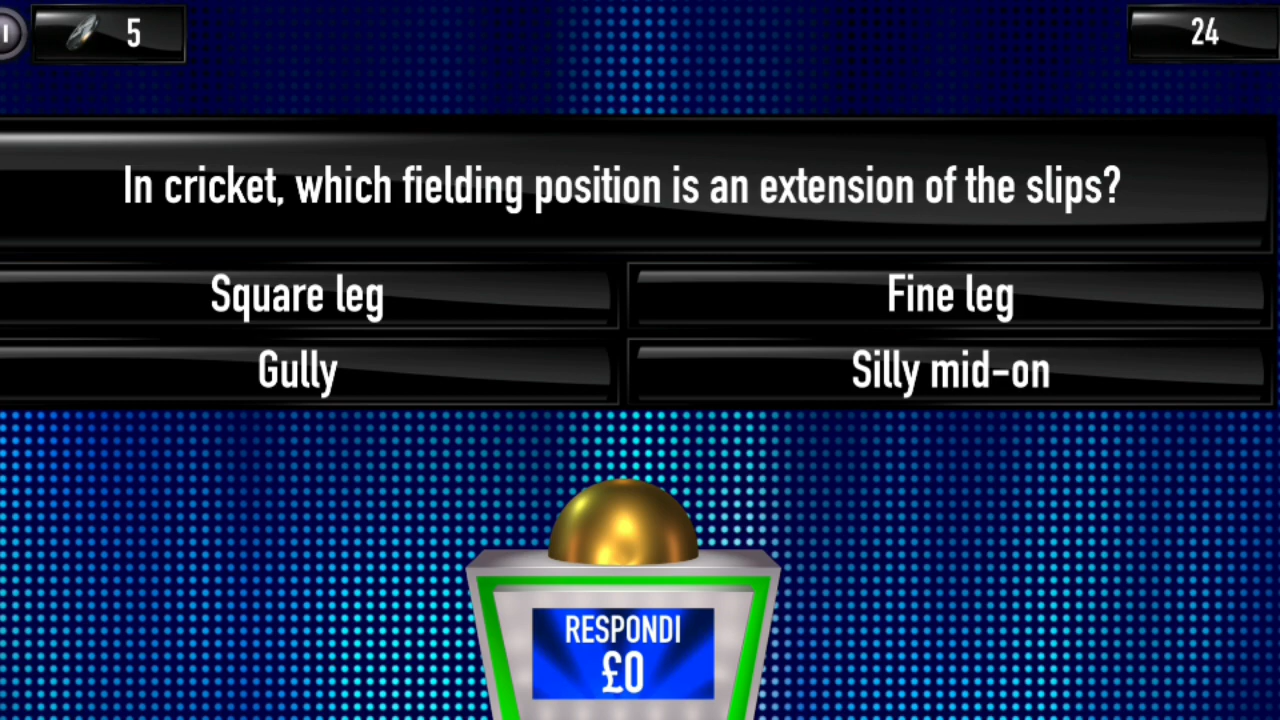 5
24
In cricket, which fielding position is an extension of the slips?
Square leg
Fine leg
Gully
Silly mid-on
RESPONDI
£0